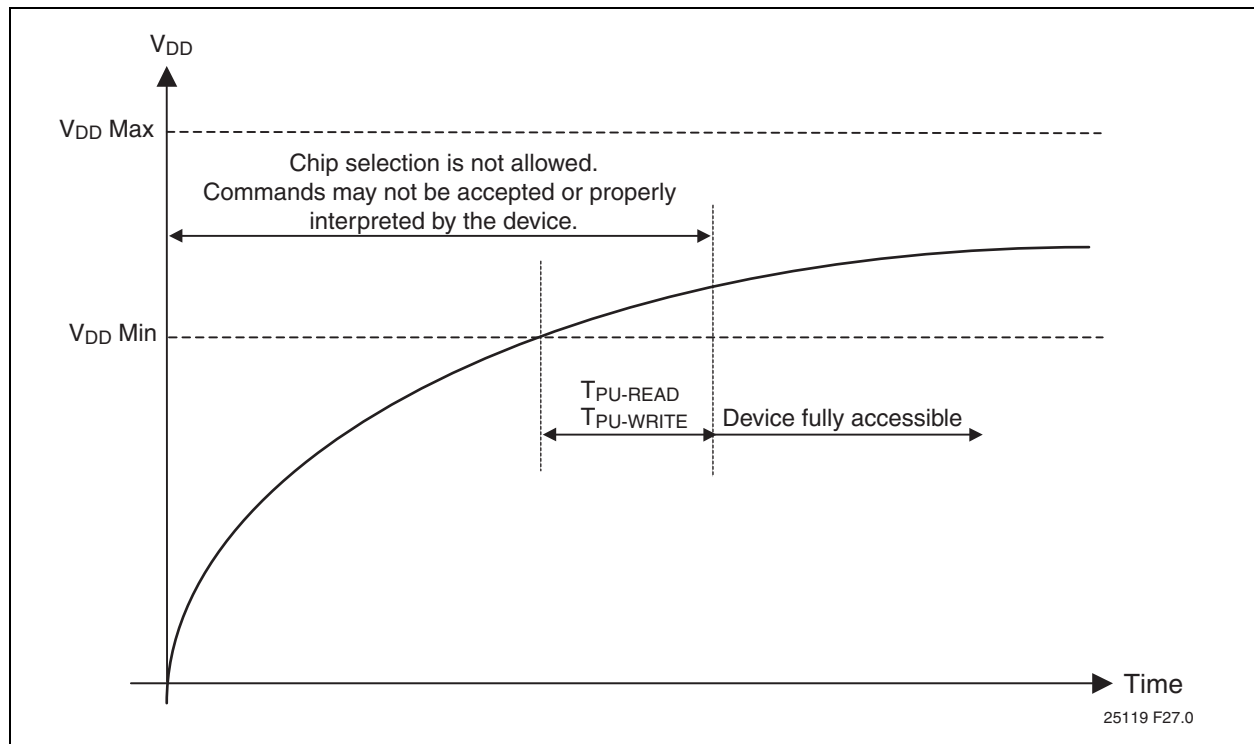 VDD
VDD Max
Chip selection is not allowed.
Commands may not be accepted or properly
interpreted by the device.
VDD Min
TPU-READ
TPU-WRITE
Device fully accessible
Time
25119 F27.0